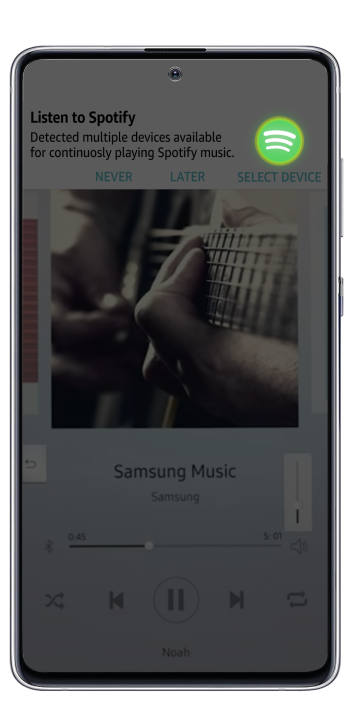 Listen to Spotify
Detected multiple devices available
for continuosly playing Spotify music.
NEVER LATER SELECT DEVICE
Samsung Music
Samsung
0:45 5:01
Noah